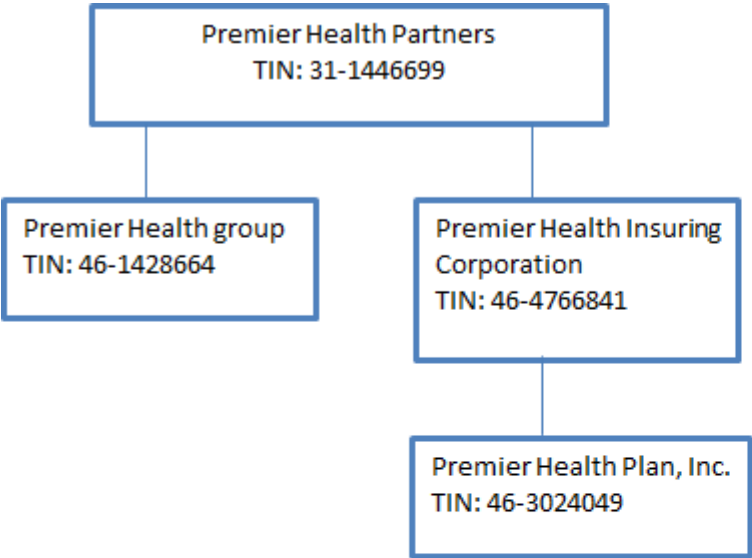 Premier Health Partners
TIN: 31-1446699
Premier Health group
TIN: 46-1428664
Premier Health Insuring
Corporation
TIN: 46-4766841
Premier Health Plan, Inc.
TIN: 46-3024049